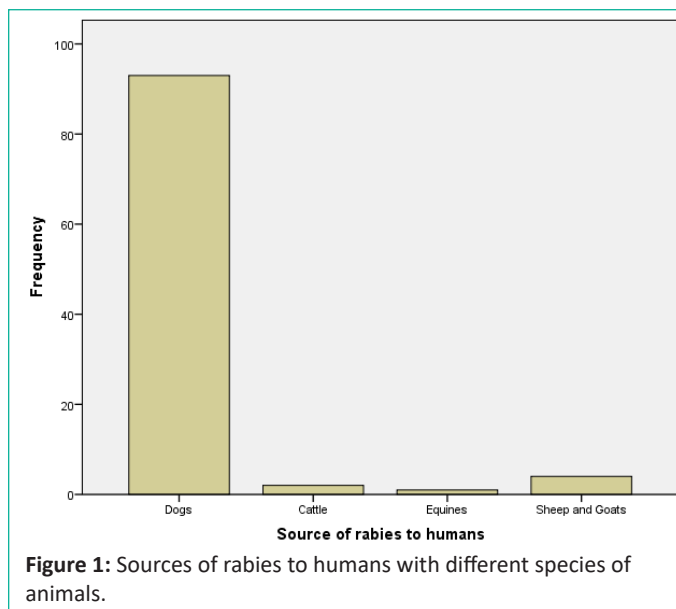 100
80
60
40
20
0
Frequency
Dogs Cattle Equines Sheep and Goats
Source of rabies to humans
Figure 1: Sources of rabies to humans with different species of
animals.